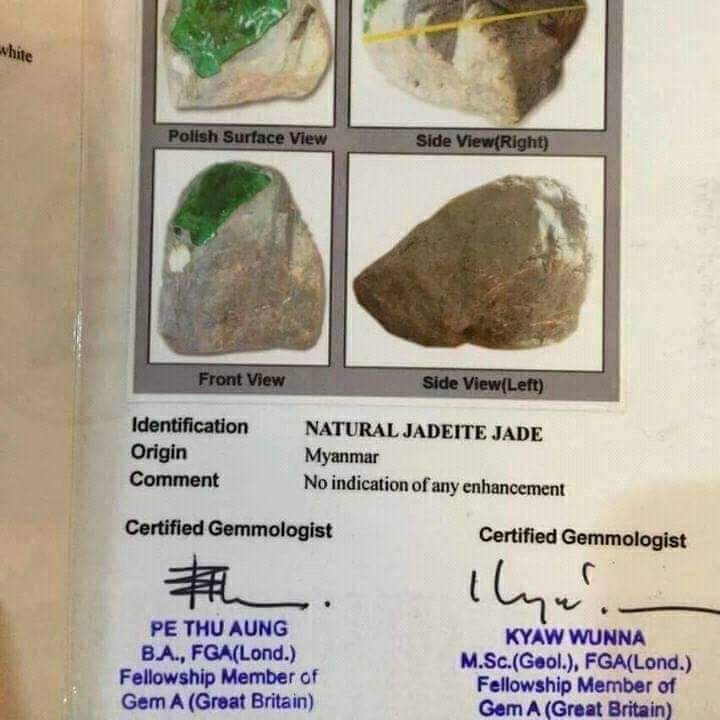 white
Polish Surface View
Side View(Right)
Front View
Side View(Left)
Identification NATURAL JADEITE JADE
Origin Myanmar
Comment No indication of any enhancement
Certified Gemmologist
PE THU AUNG
B.A., FGA(Lond.)
Fellowship Member of
Gem A (Great Britain)
Certified Gemmologist
KYAW WUNNA
M.Sc.(Geol.), FGA(Lond.)
Fellowship Member of
Gem A (Great Britain)